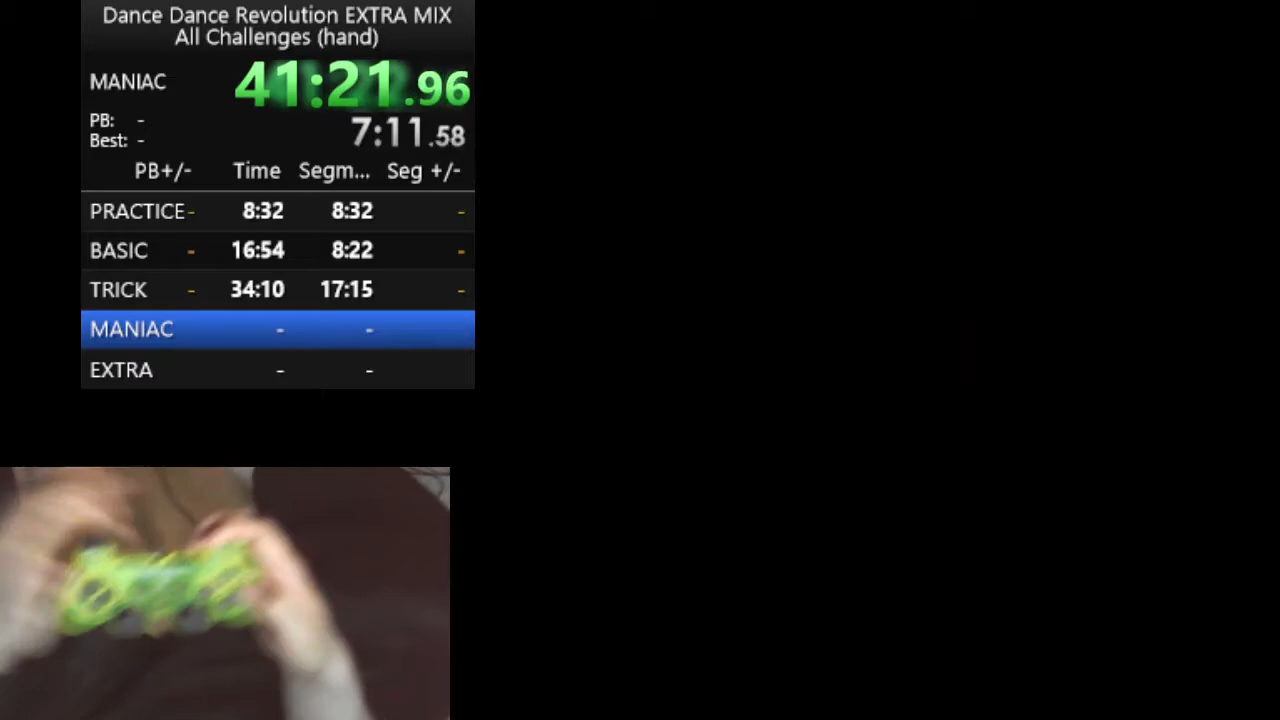 Dance Dance Revolution EXTRA MIX
All Challenges (hand)
MANIAC 41:21.96
PB: -
Best: - 7:11.58
PB+/- Time Segm... Seg +/-
PRACTICE - 8:32 8:32 -
BASIC - 16:54 8:22 -
TRICK - 34:10 17:15 -
MANIAC - -
EXTRA - -